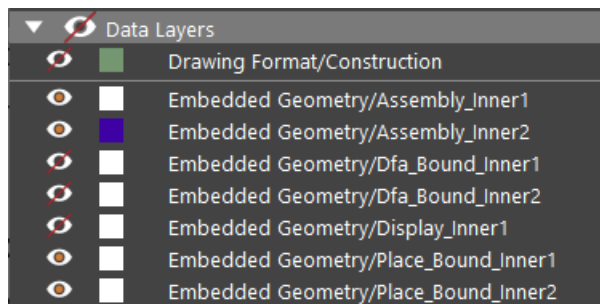 Data Layers
Drawing Format/Construction
Embedded Geometry/Assembly_Inner1
Embedded Geometry/Assembly_Inner2
Embedded Geometry/Dfa_Bound_Inner1
Embedded Geometry/Dfa_Bound_Inner2
Embedded Geometry/Display_Inner1
Embedded Geometry/Place_Bound_Inner1
Embedded Geometry/Place_Bound_Inner2